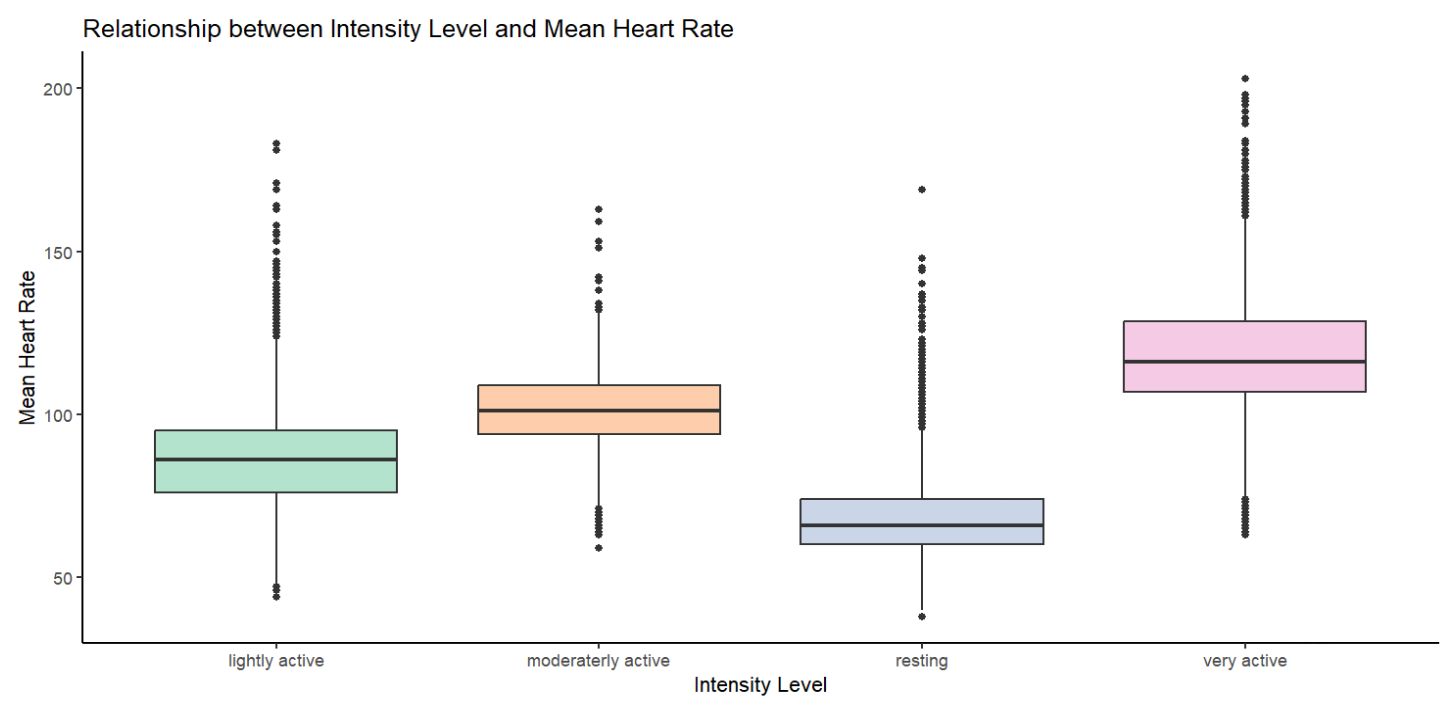 Relationship between Intensity Level and Mean Heart Rate
Mean Heart Rate
200
150
100
50
lightly active
moderaterly active
resting
very active
Intensity Level